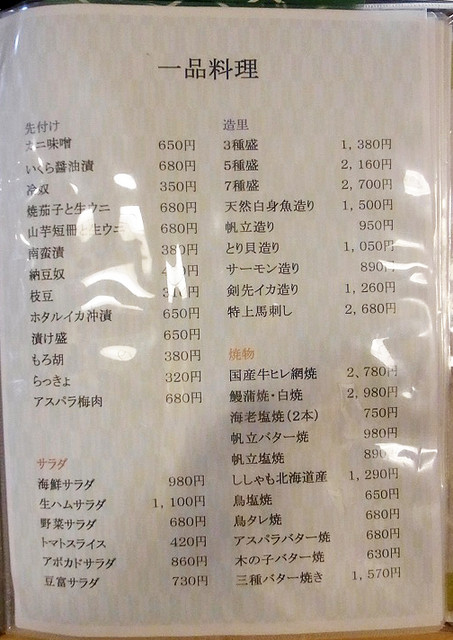 一品料理
先付け
カニ味噌 650円
いくら醤油漬 680円
冷奴 350円
焼茄子と生ウニ 680円
山芋短冊と生ウニ 680円
南蛮漬 380円
納豆奴
枝豆
ホタルイカ沖漬 650円
漬け盛 650円
もろ胡 380円
らっきょ 320円
アスパラ梅肉 680円
サラダ
海鮮サラダ 980円
生ハムサラダ 1,100円
野菜サラダ 680円
トマトスライス 420円
アボカドサラダ 860円
豆富サラダ 730円
造里
3種盛 1,380円
5種盛 2,160円
7種盛 2,700円
天然白身魚造り 1,500円
帆立造り 950円
とり貝造り 1,050円
サーモン造り 890円
剣先イカ造り 1,260円
特上馬刺し 2,680円
焼物
国産牛ヒレ網焼 2,780円
鰻蒲焼・白焼 2,980円
海老塩焼(2本) 750円
帆立バター焼 980円
帆立塩焼 890円
ししゃも北海道産 1,290円
鳥塩焼 650円
鳥タレ焼 680円
アスパラバター焼 680円
木の子バター焼 630円
三種バター焼き 1,570円